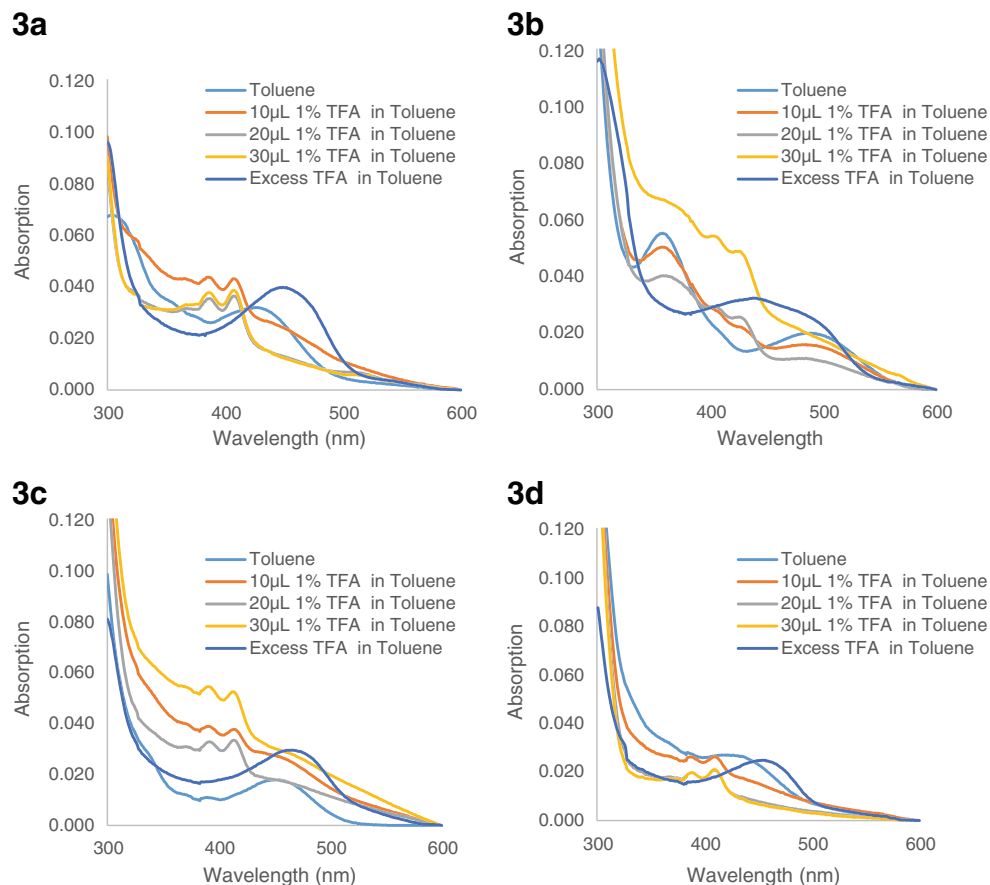 3a
0.120
0.100
0.080
0.060
0.040
0.020
0.000
Absorption
Toluene
10µL 1% TFA in Toluene
20µL 1% TFA in Toluene
30µL 1% TFA in Toluene
Excess TFA in Toluene
300 400 500 600
Wavelength (nm)
3b
0.120
0.100
0.080
0.060
0.040
0.020
0.000
Absorption
Toluene
10µL 1% TFA in Toluene
20µL 1% TFA in Toluene
30µL 1% TFA in Toluene
Excess TFA in Toluene
300 400 500 600
Wavelength
3c
0.120
0.100
0.080
0.060
0.040
0.020
0.000
Absorption
Toluene
10µL 1% TFA in Toluene
20µL 1% TFA in Toluene
30µL 1% TFA in Toluene
Excess TFA in Toluene
300 400 500 600
Wavelength (nm)
3d
0.120
0.100
0.080
0.060
0.040
0.020
0.000
Absorption
Toluene
10µL 1% TFA in Toluene
20µL 1% TFA in Toluene
30µL 1% TFA in Toluene
Excess TFA in Toluene
300 400 500 600
Wavelength (nm)